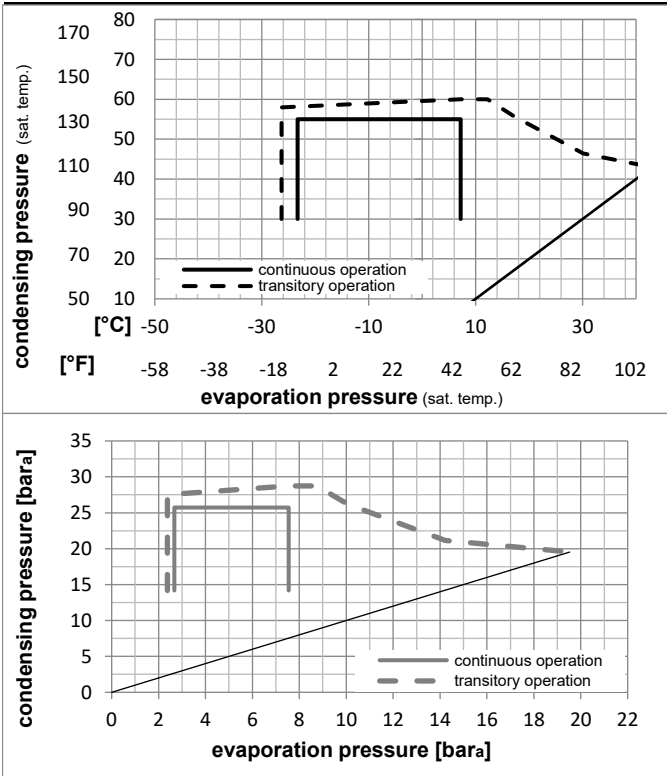 condensing pressure (sat. temp.)
170 80
150 70
60
130 50
110 40
90 30
70 20
50 10
continuous operation
transitory operation
[°C] -50 -30 -10 10 30
[°F] -58 -38 -18 2 22 42 62 82 102
evaporation pressure (sat. temp.)
condensing pressure [bara]
35
30
25
20
15
10
5
0
continuous operation
transitory operation
0 2 4 6 8 10 12 14 16 18 20 22
evaporation pressure [bara]